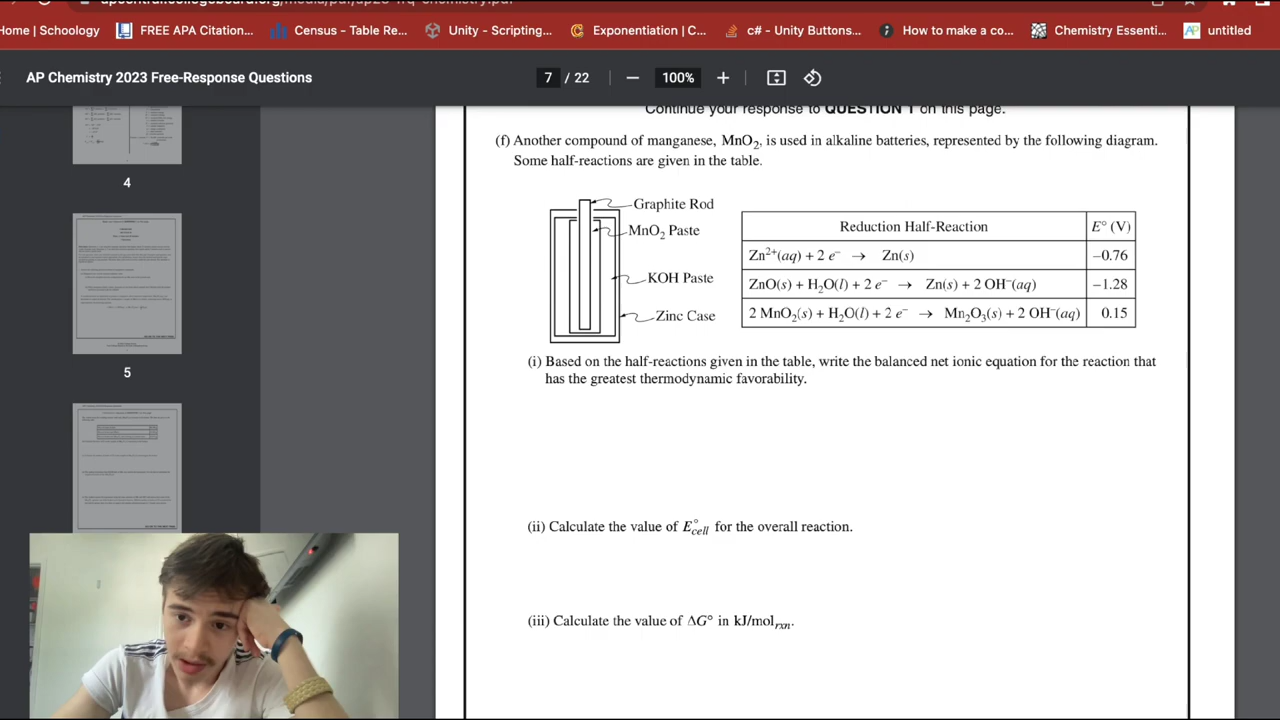 Home | Schoology FREE APA Citation... Census - Table Re... Unity - Scripting... Exponentiation | C... c# - Unity Buttons... How to make a co... Chemistry Essenti... AP untitled
AP Chemistry 2023 Free-Response Questions 7 / 22 100%
Continue your response to QUESTION 1 on this page.
(f) Another compound of manganese, MnO₂, is used in alkaline batteries, represented by the following diagram.
Some half-reactions are given in the table.
Graphite Rod
MnO₂ Paste
KOH Paste
Zinc Case
Reduction Half-Reaction E° (V)
Zn²⁺(aq) + 2 e⁻ → Zn(s) −0.76
ZnO(s) + H₂O(l) + 2 e⁻ → Zn(s) + 2 OH⁻(aq) −1.28
2 MnO₂(s) + H₂O(l) + 2 e⁻ → Mn₂O₃(s) + 2 OH⁻(aq) 0.15
(i) Based on the half-reactions given in the table, write the balanced net ionic equation for the reaction that
has the greatest thermodynamic favorability.
(ii) Calculate the value of E°cell for the overall reaction.
(iii) Calculate the value of ΔG° in kJ/molrxn.
4
5